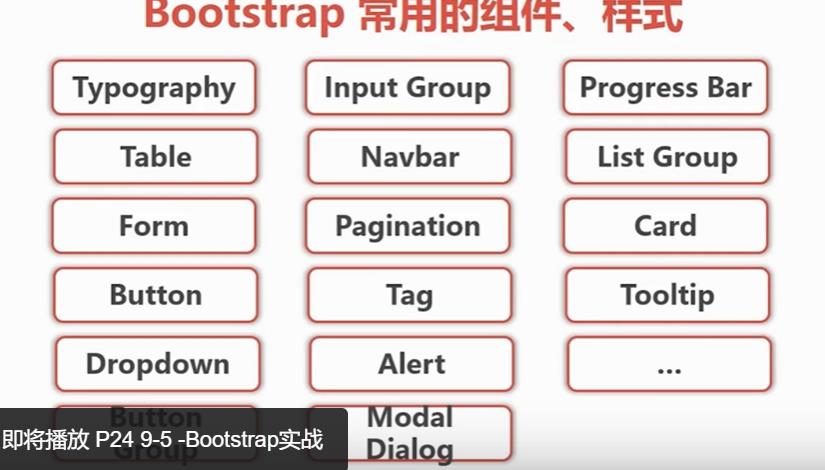 Bootstrap 常用的组件、样式
Typography
Input Group
Progress Bar
Table
Navbar
List Group
Form
Pagination
Card
Button
Tag
Tooltip
Dropdown
Alert
...
Button
Group
Modal
Dialog
即将播放 P24 9-5 -Bootstrap实战